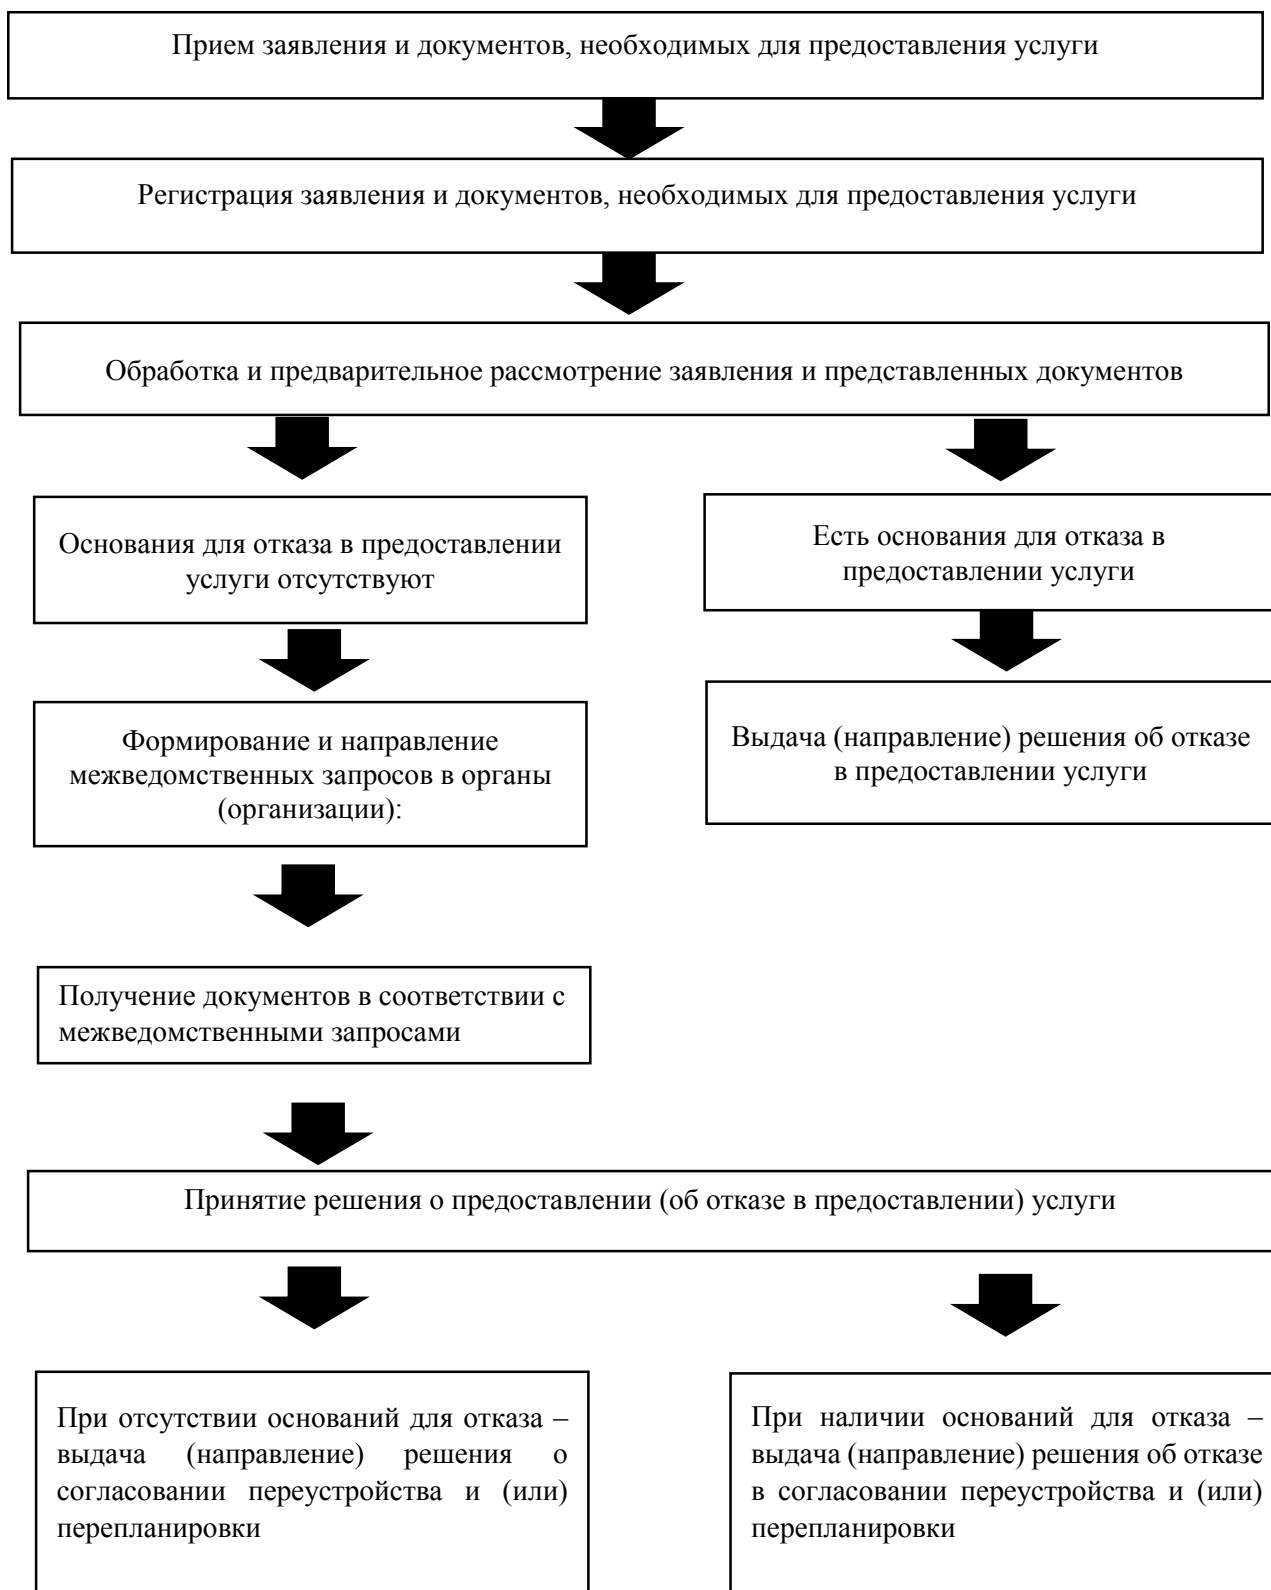 Прием заявления и документов, необходимых для предоставления услуги
Регистрация заявления и документов, необходимых для предоставления услуги
Обработка и предварительное рассмотрение заявления и представленных документов
Основания для отказа в предоставлении
услуги отсутствуют
Есть основания для отказа в
предоставлении услуги
Формирование и направление
межведомственных запросов в органы
(организации):
Выдача (направление) решения об отказе
в предоставлении услуги
Получение документов в соответствии с
межведомственными запросами
Принятие решения о предоставлении (об отказе в предоставлении) услуги
При отсутствии оснований для отказа –
выдача (направление) решения о
согласовании переустройства и (или)
перепланировки
При наличии оснований для отказа –
выдача (направление) решения об отказе
в согласовании переустройства и (или)
перепланировки